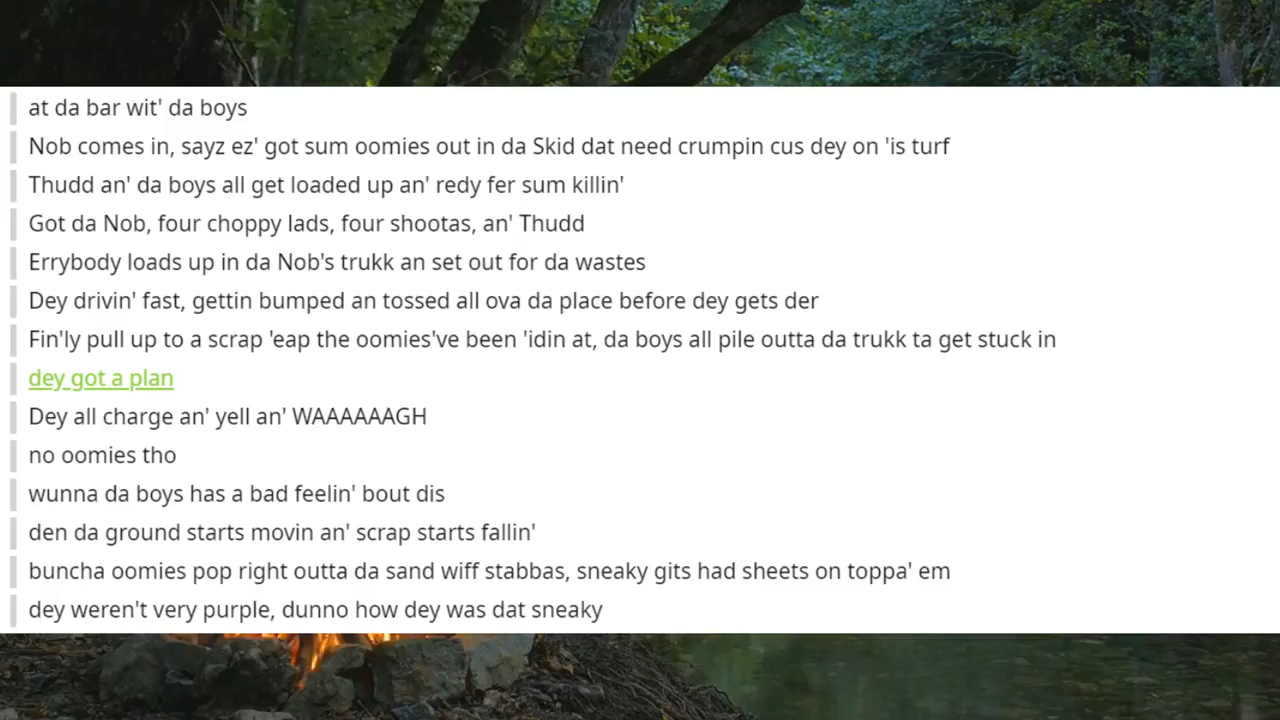 at da bar wit' da boys
Nob comes in, sayz ez' got sum oomies out in da Skid dat need crumpin cus dey on 'is turf
Thudd an' da boys all get loaded up an' redy fer sum killin'
Got da Nob, four choppy lads, four shootas, an' Thudd
Errybody loads up in da Nob's trukk an set out for da wastes
Dey drivin' fast, gettin bumped an tossed all ova da place before dey gets der
Fin'ly pull up to a scrap 'eap the oomies've been 'idin at, da boys all pile outta da trukk ta get stuck in
dey got a plan
Dey all charge an' yell an' WAAAAAAGH
no oomies tho
wunna da boys has a bad feelin' bout dis
den da ground starts movin an' scrap starts fallin'
buncha oomies pop right outta da sand wiff stabbas, sneaky gits had sheets on toppa' em
dey weren't very purple, dunno how dey was dat sneaky